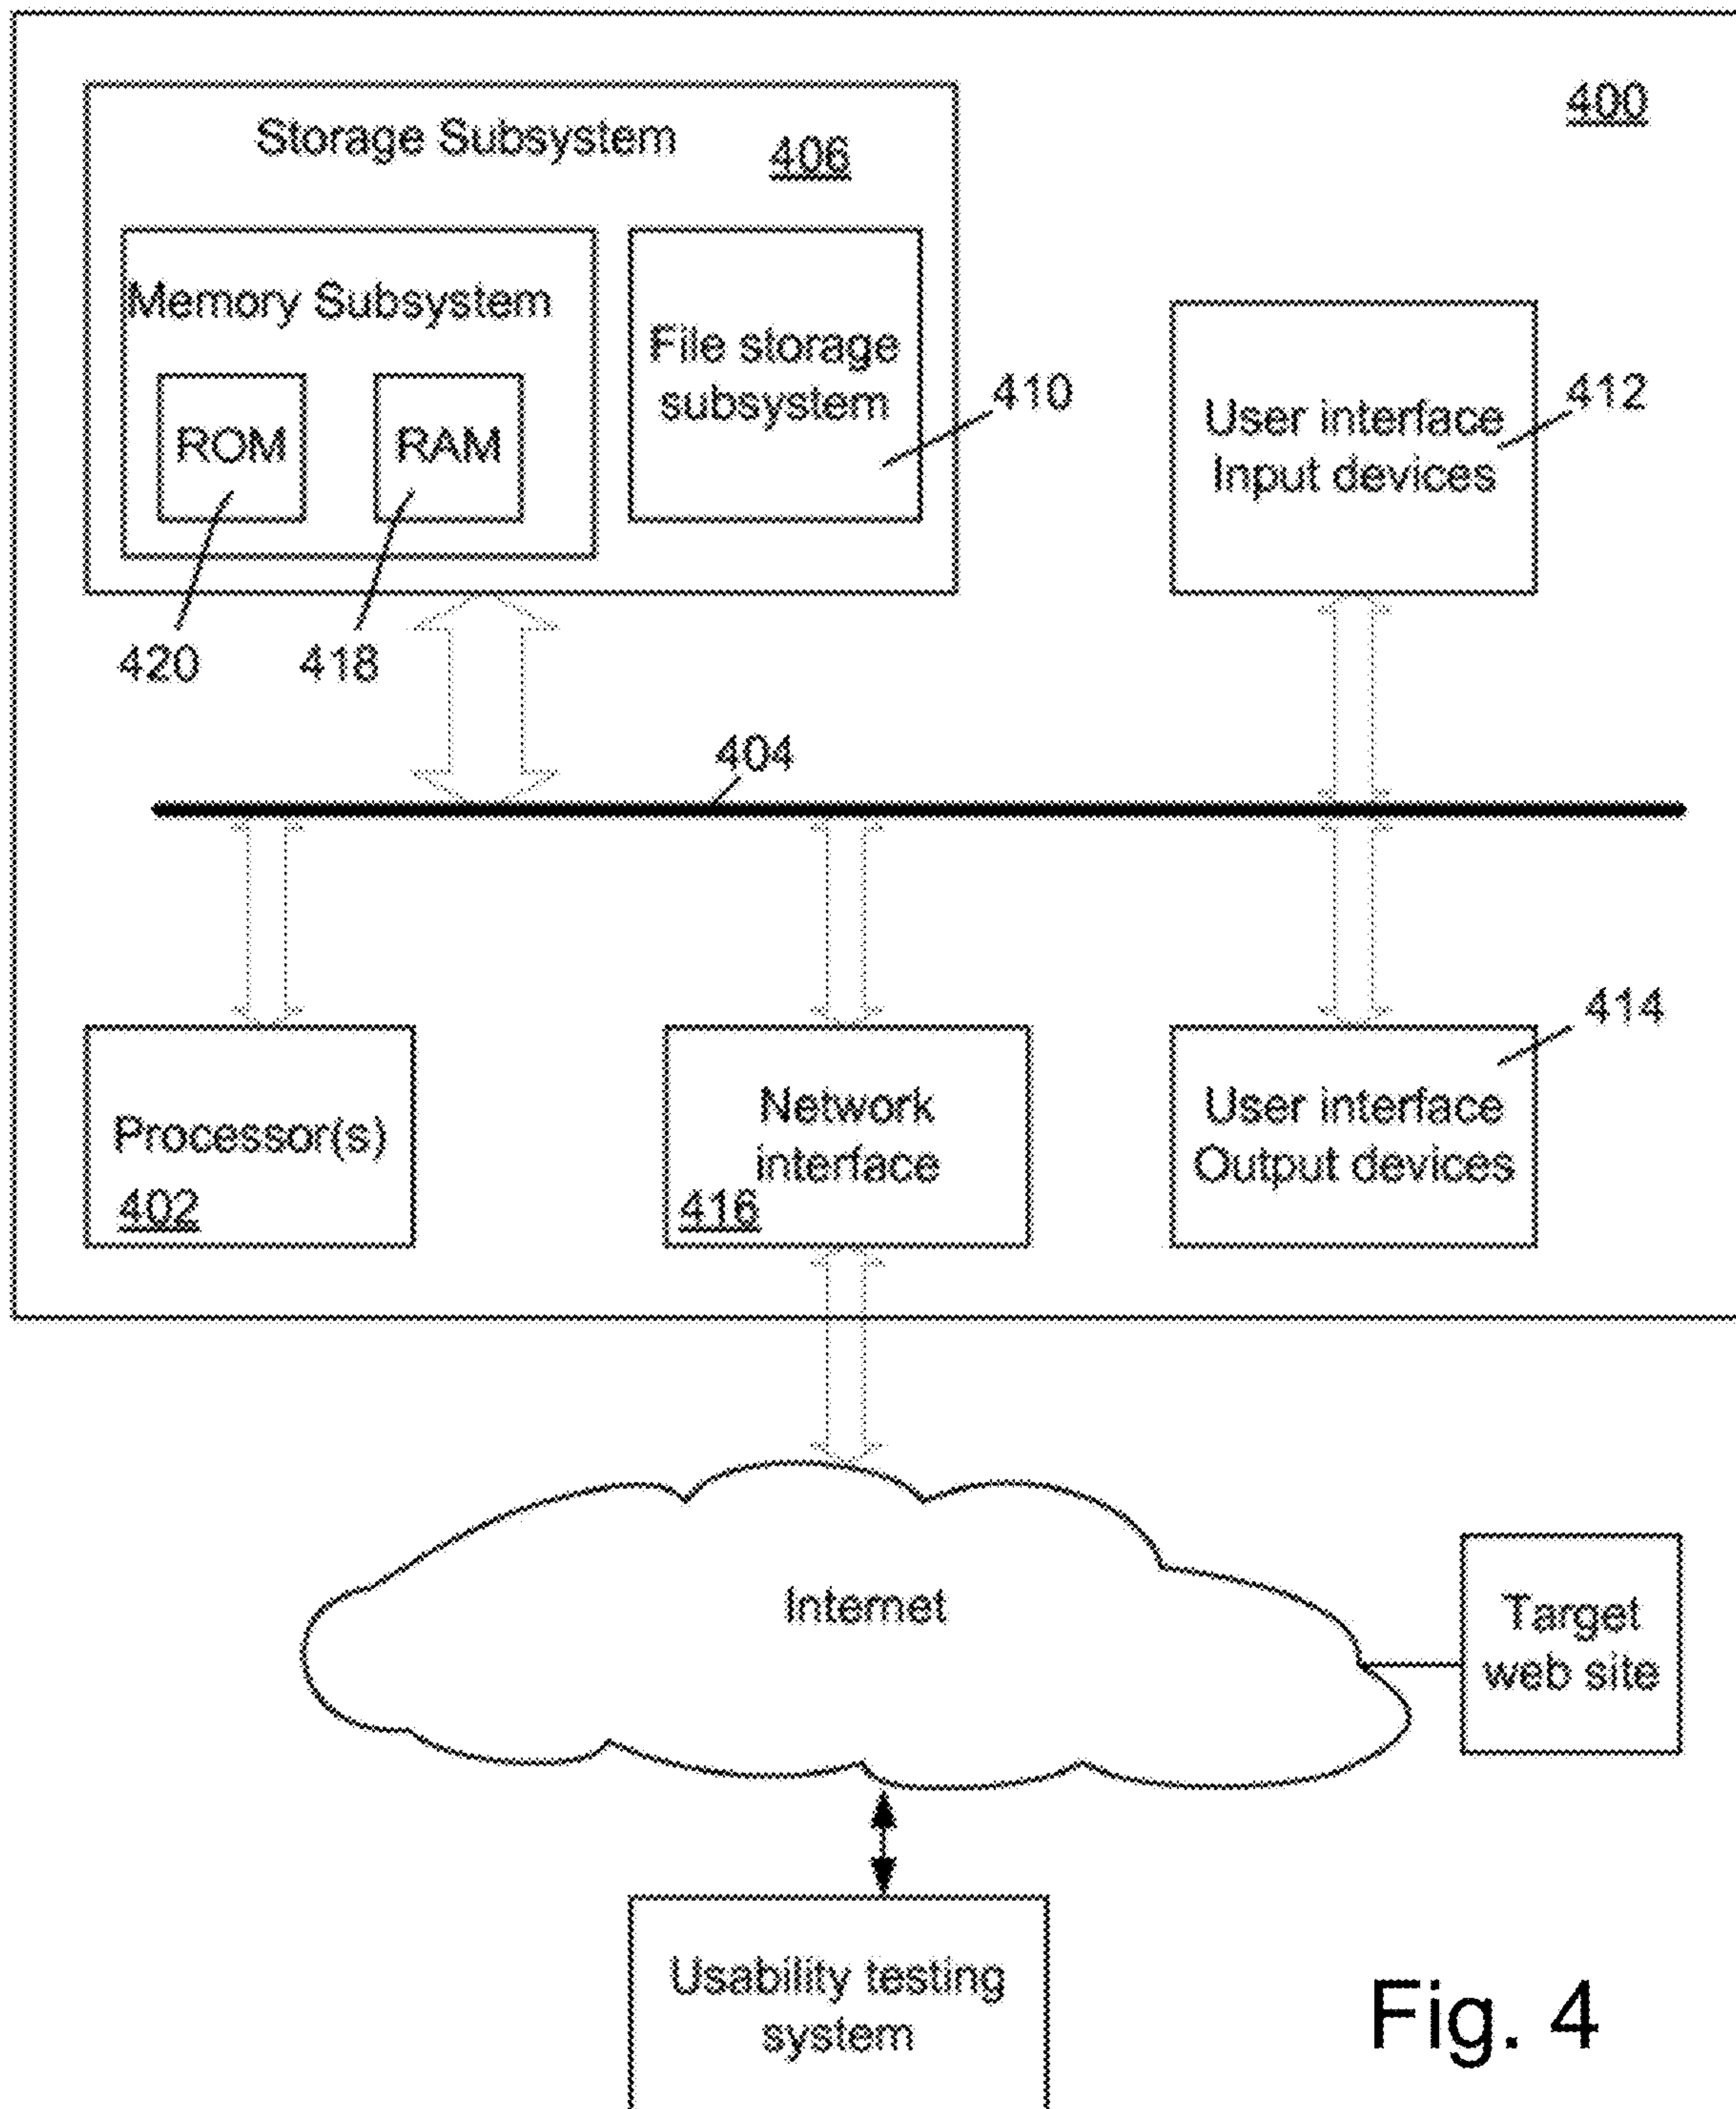 400
Storage Subsystem
406
Memory Subsystem
File storage
subsystem
410
ROM
RAM
420
418
User interface
Input devices
412
404
Processor(s)
402
Network
interface
416
414
User interface
Output devices
Internet
Target
web site
Usability testing
system
Fig. 4